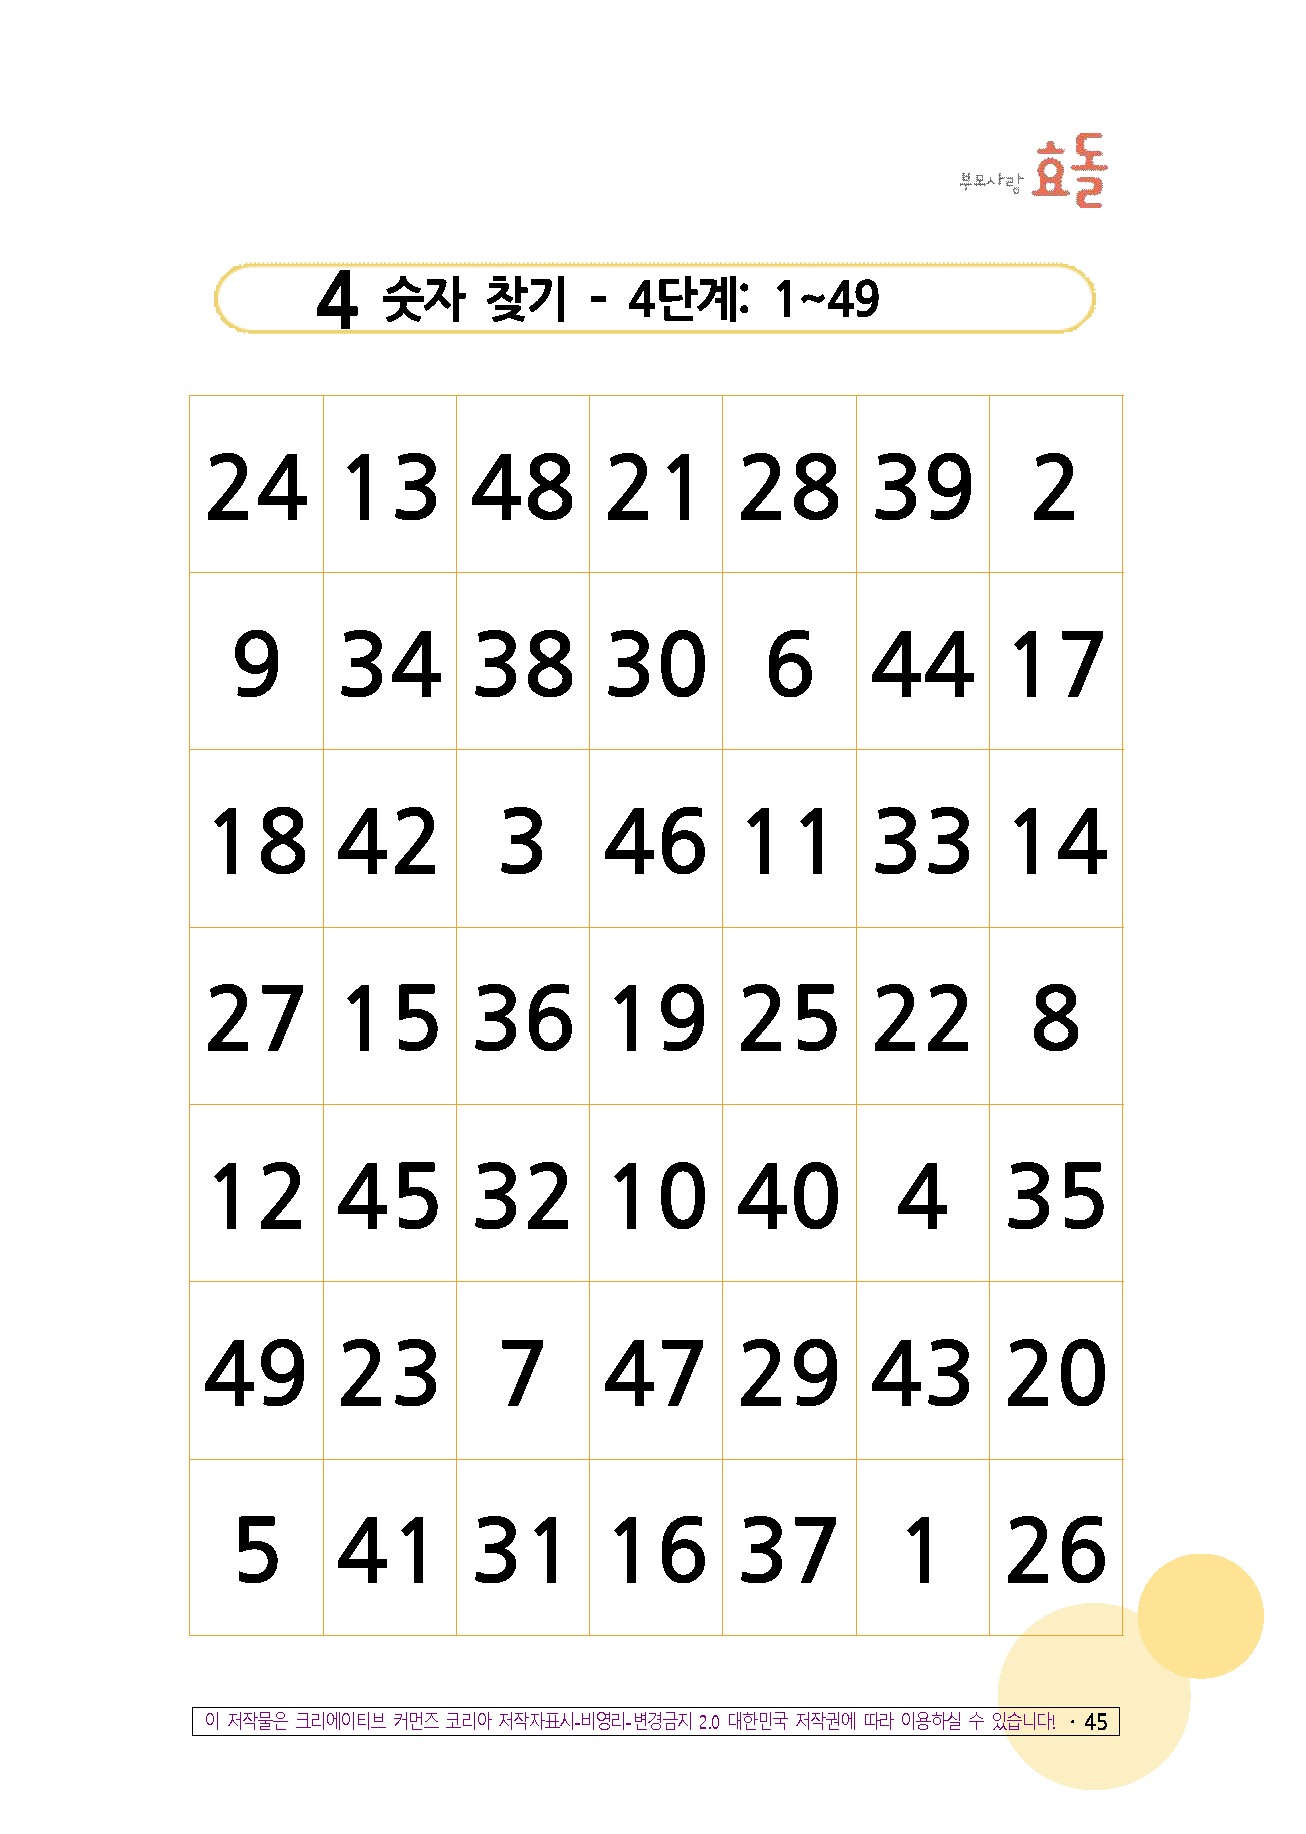 부모사랑 효돌
4 숫자 찾기 - 4단계: 1~49
24 13 48 21 28 39 2
9 34 38 30 6 44 17
18 42 3 46 11 33 14
27 15 36 19 25 22 8
12 45 32 10 40 4 35
49 23 7 47 29 43 20
5 41 31 16 37 1 26
이 저작물은 크리에이티브 커먼즈 코리아 저작자표시-비영리-변경금지 2.0 대한민국 저작권에 따라 이용하실 수 있습니다! · 45